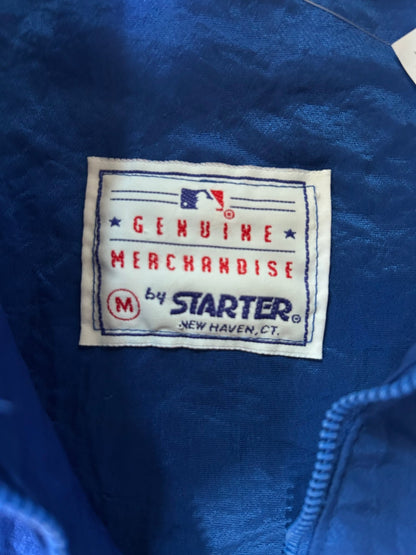 ® GENUINE
MERCHANDISE
M by STARTER®
NEW HAVEN, CT.